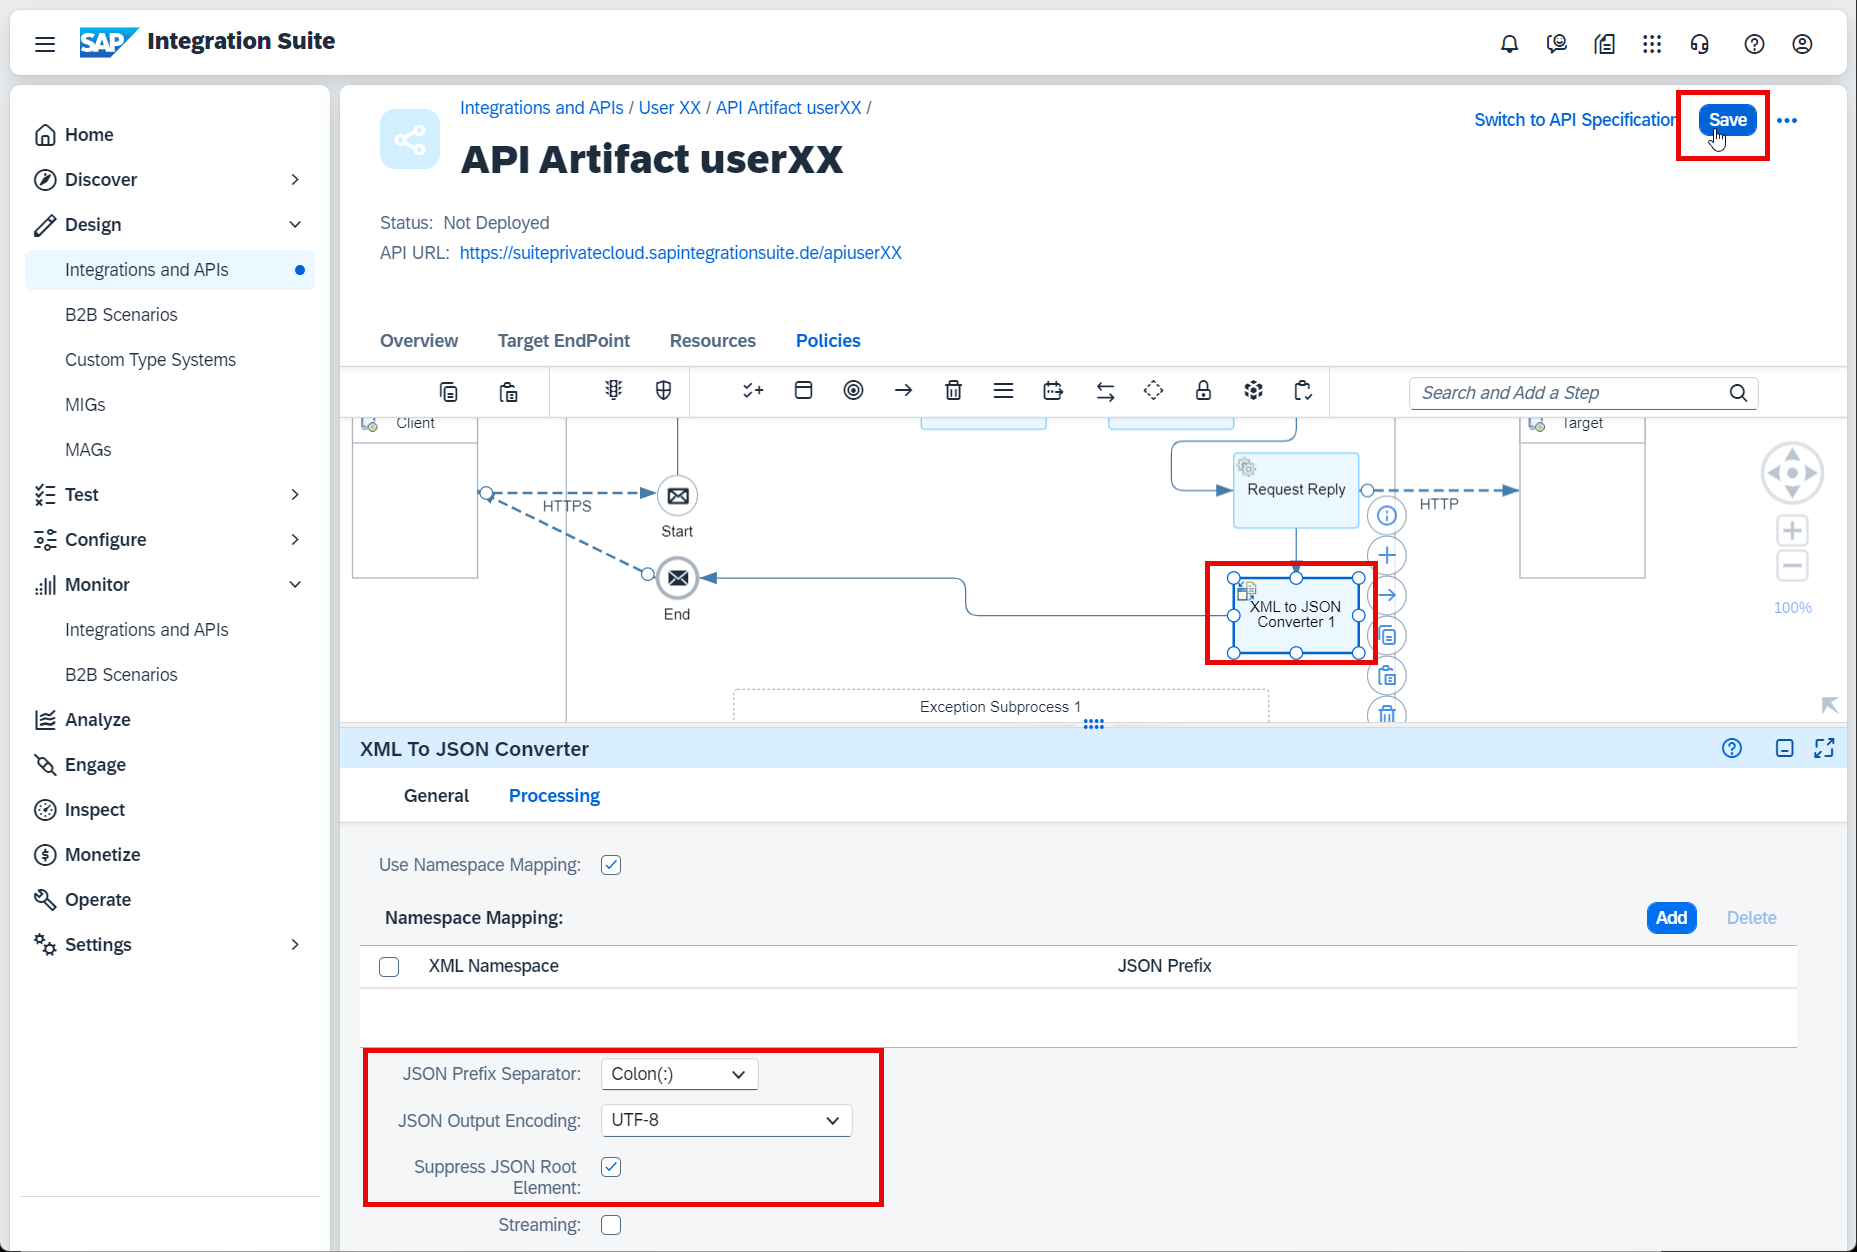 SAP Integration Suite
Home
Discover
Design
Integrations and APIs
B2B Scenarios
Custom Type Systems
MIGs
MAGs
Test
Configure
Monitor
Integrations and APIs
B2B Scenarios
Analyze
Engage
Inspect
Monetize
Operate
Settings
Integrations and APIs / User XX / API Artifact userXX /
API Artifact userXX
Switch to API Specification
Save
Status: Not Deployed
API URL: https://suiteprivatecloud.sapintegrationsuite.de/apiuserXX
Overview
Target EndPoint
Resources
Policies
Search and Add a Step
Client
Target
HTTPS
Start
End
Request Reply
HTTP
XML to JSON
Converter 1
100%
Exception Subprocess 1
XML To JSON Converter
General
Processing
Use Namespace Mapping:
Namespace Mapping:
Add
Delete
XML Namespace
JSON Prefix
JSON Prefix Separator: Colon(:)
JSON Output Encoding: UTF-8
Suppress JSON Root
Element:
Streaming: